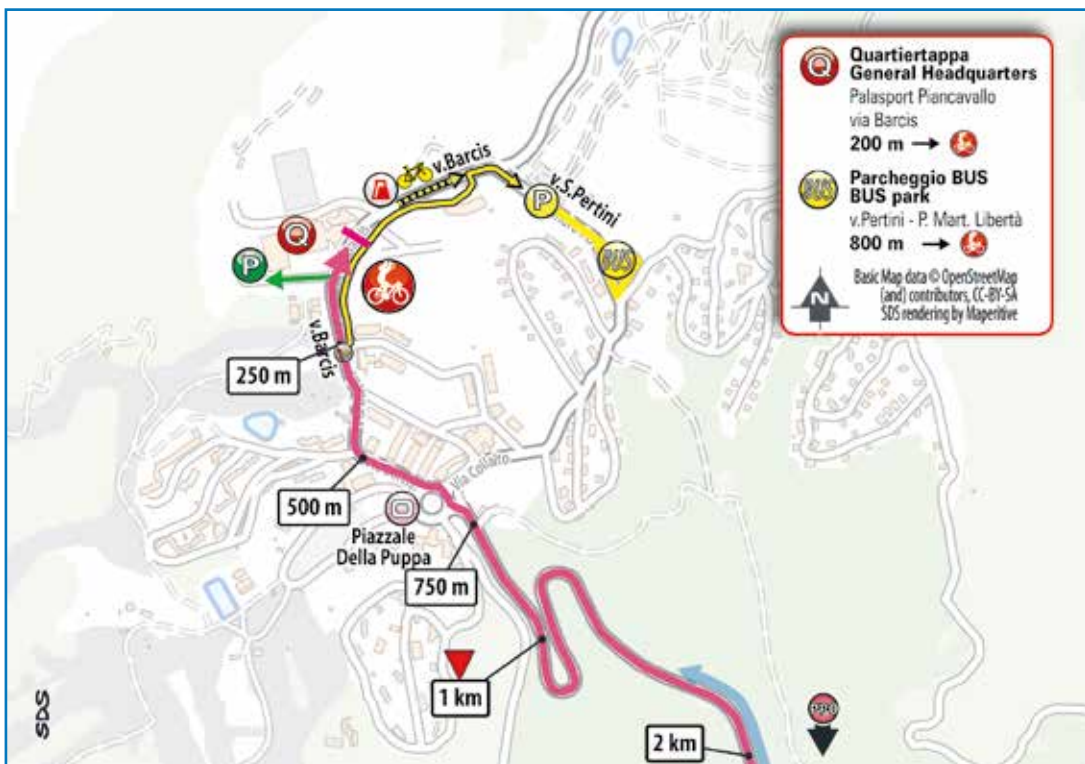 Quartiertappa
General Headquarters
Palasport Piancavallo
via Barcis
200 m
Parcheggio BUS
BUS park
v.Pertini - P. Mart. Libertà
800 m
Basic Map data © OpenStreetMap
(and) contributors, CC-BY-SA
SDS rendering by Maperitive
N
Q
BUS
v.Barcis
v.S.Pertini
P
Q
P
BUS
v.Barcis
250 m
Via Collalto
500 m
Piazzale
Della Puppa
750 m
1 km
2 km
SDS